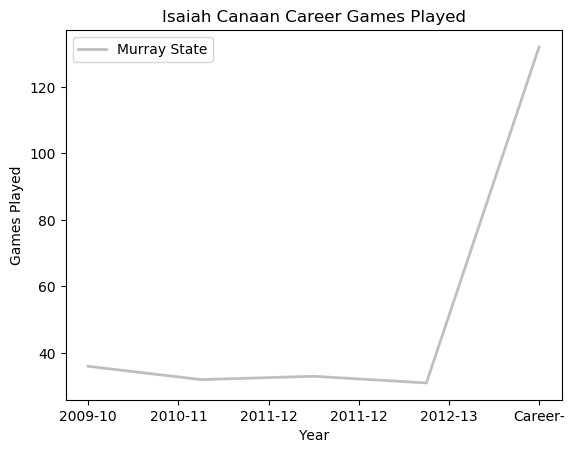 Isaiah Canaan Career Games Played
Murray State
120
100
80
60
40
Games Played
2009-10 2010-11 2011-12 2011-12 2012-13 Career-
Year